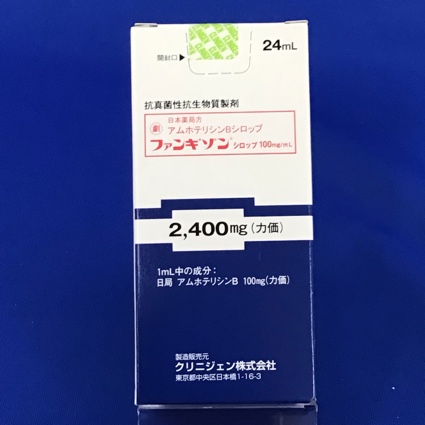 開封口▶
24mL
抗真菌性抗生物質製剤
劇 日本薬局方
アムホテリシンBシロップ
ファンギゾン® シロップ 100mg/mL
2,400mg(力価)
1mL中の成分:
日局 アムホテリシンB 100mg(力価)
製造販売元
クリニジェン株式会社
東京都中央区日本橋1-16-3